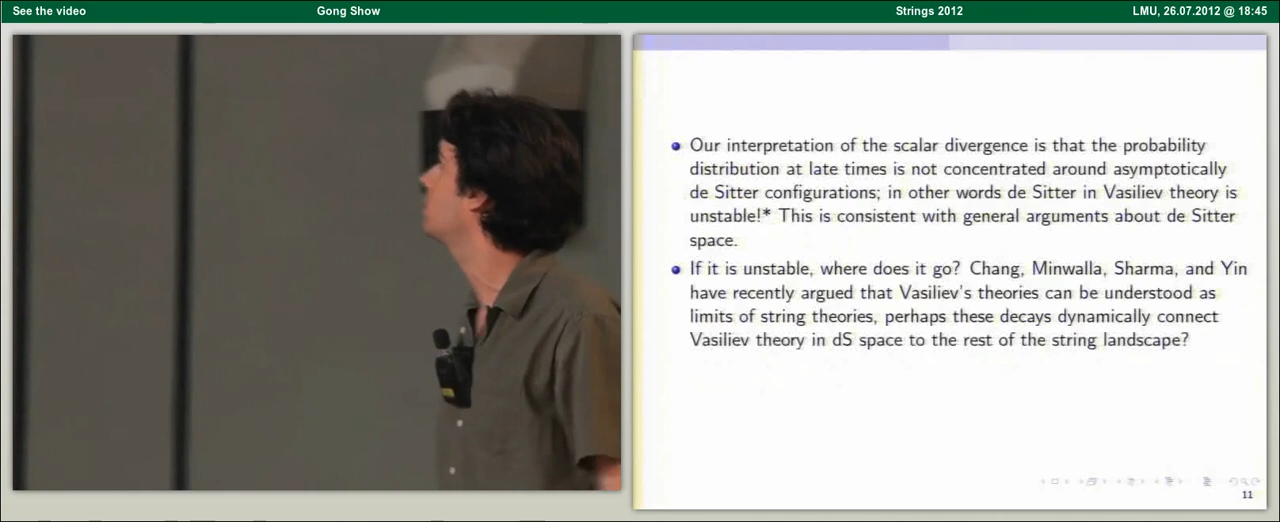 See the video Gong Show Strings 2012 LMU, 26.07.2012 @ 18:45
Our interpretation of the scalar divergence is that the probability
distribution at late times is not concentrated around asymptotically
de Sitter configurations; in other words de Sitter in Vasiliev theory is
unstable!* This is consistent with general arguments about de Sitter
space.
If it is unstable, where does it go? Chang, Minwalla, Sharma, and Yin
have recently argued that Vasiliev's theories can be understood as
limits of string theories, perhaps these decays dynamically connect
Vasiliev theory in dS space to the rest of the string landscape?
11